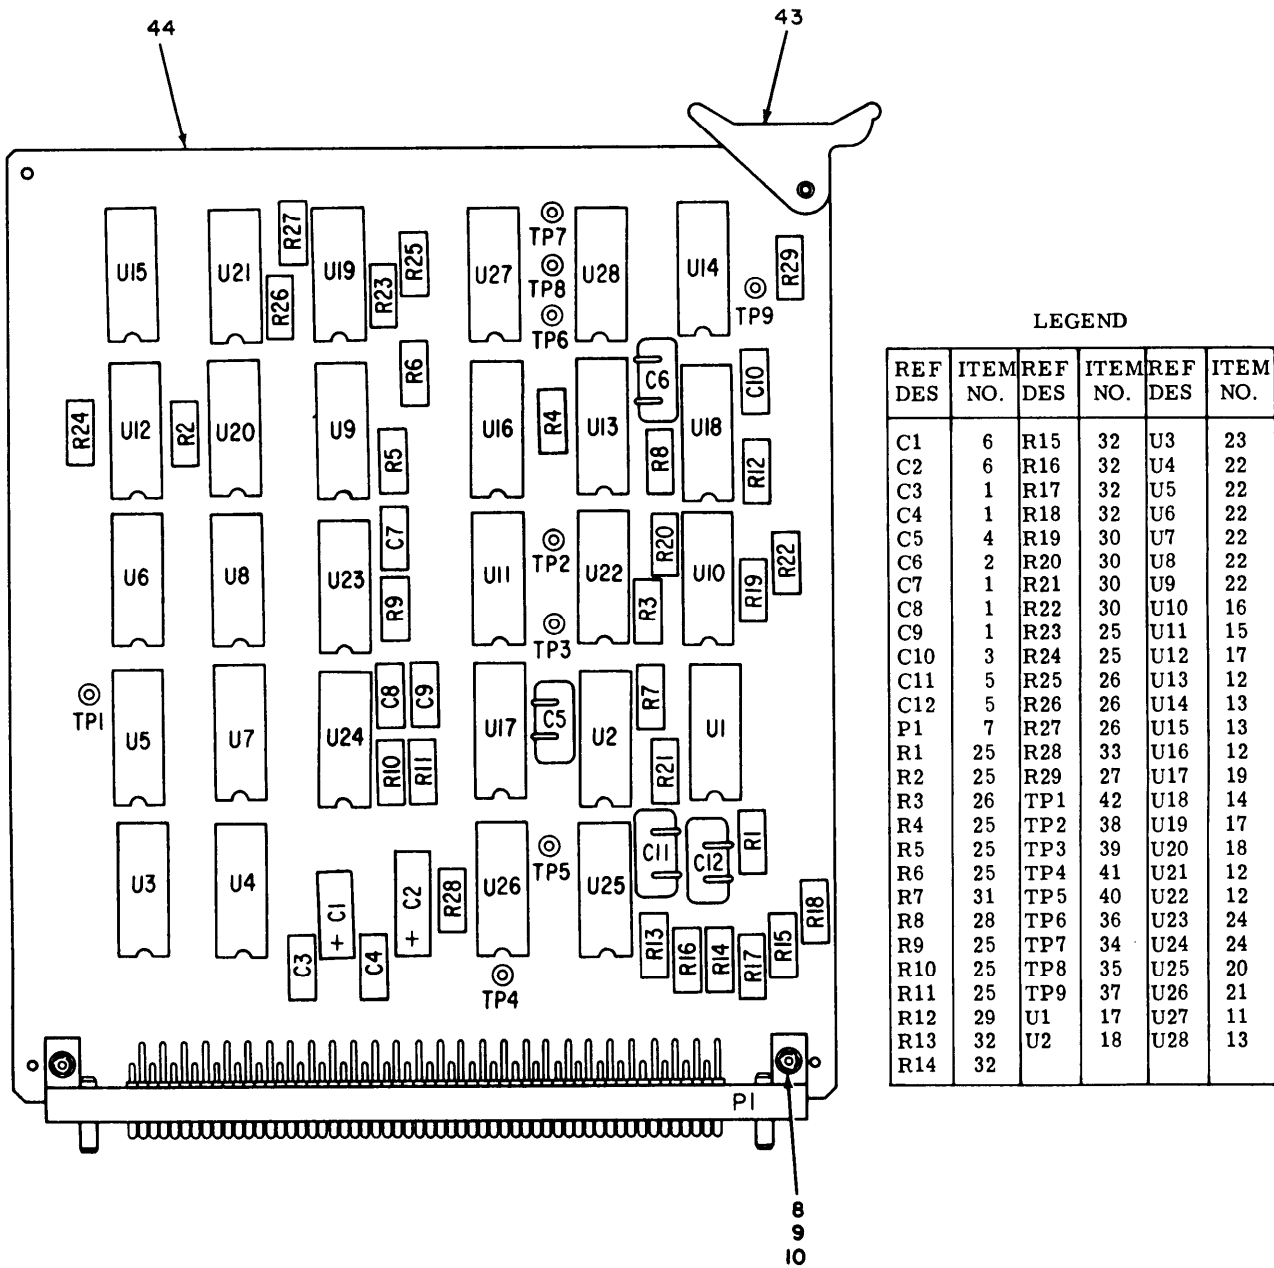 44
43
R27
TP7
R25
U15
U21
U19
U27
TP8
U28
U14
R29
R26
R23
TP6
TP9
R6
C6
C10
R24
U12
R2
U20
U9
R5
U16
R4
U13
R8
U18
R12
U6
U8
U23
C7
R9
U11
TP2
TP3
U22
R20
R3
U10
R19
R22
TP1
U5
U7
U24
C8
C9
R10
R11
U17
C5
U2
R7
R21
U1
U3
U4
C3
C1
+
C4
C2
+
R28
U26
TP5
TP4
U25
C11
C12
R1
R13
R16
R14
R17
R15
R18
P1
8
9
10
LEGEND
REF ITEM REF ITEM REF ITEM
DES NO. DES NO. DES NO.
C1 6 R15 32 U3 23
C2 6 R16 32 U4 22
C3 1 R17 32 U5 22
C4 1 R18 32 U6 22
C5 4 R19 30 U7 22
C6 2 R20 30 U8 22
C7 1 R21 30 U9 22
C8 1 R22 30 U10 16
C9 1 R23 25 U11 15
C10 3 R24 25 U12 17
C11 5 R25 26 U13 12
C12 5 R26 26 U14 13
P1 7 R27 26 U15 13
R1 25 R28 33 U16 12
R2 25 R29 27 U17 19
R3 26 TP1 42 U18 14
R4 25 TP2 38 U19 17
R5 25 TP3 39 U20 18
R6 25 TP4 41 U21 12
R7 31 TP5 40 U22 12
R8 28 TP6 36 U23 24
R9 25 TP7 34 U24 24
R10 25 TP8 35 U25 20
R11 25 TP9 37 U26 21
R12 29 U1 17 U27 11
R13 32 U2 18 U28 13
R14 32